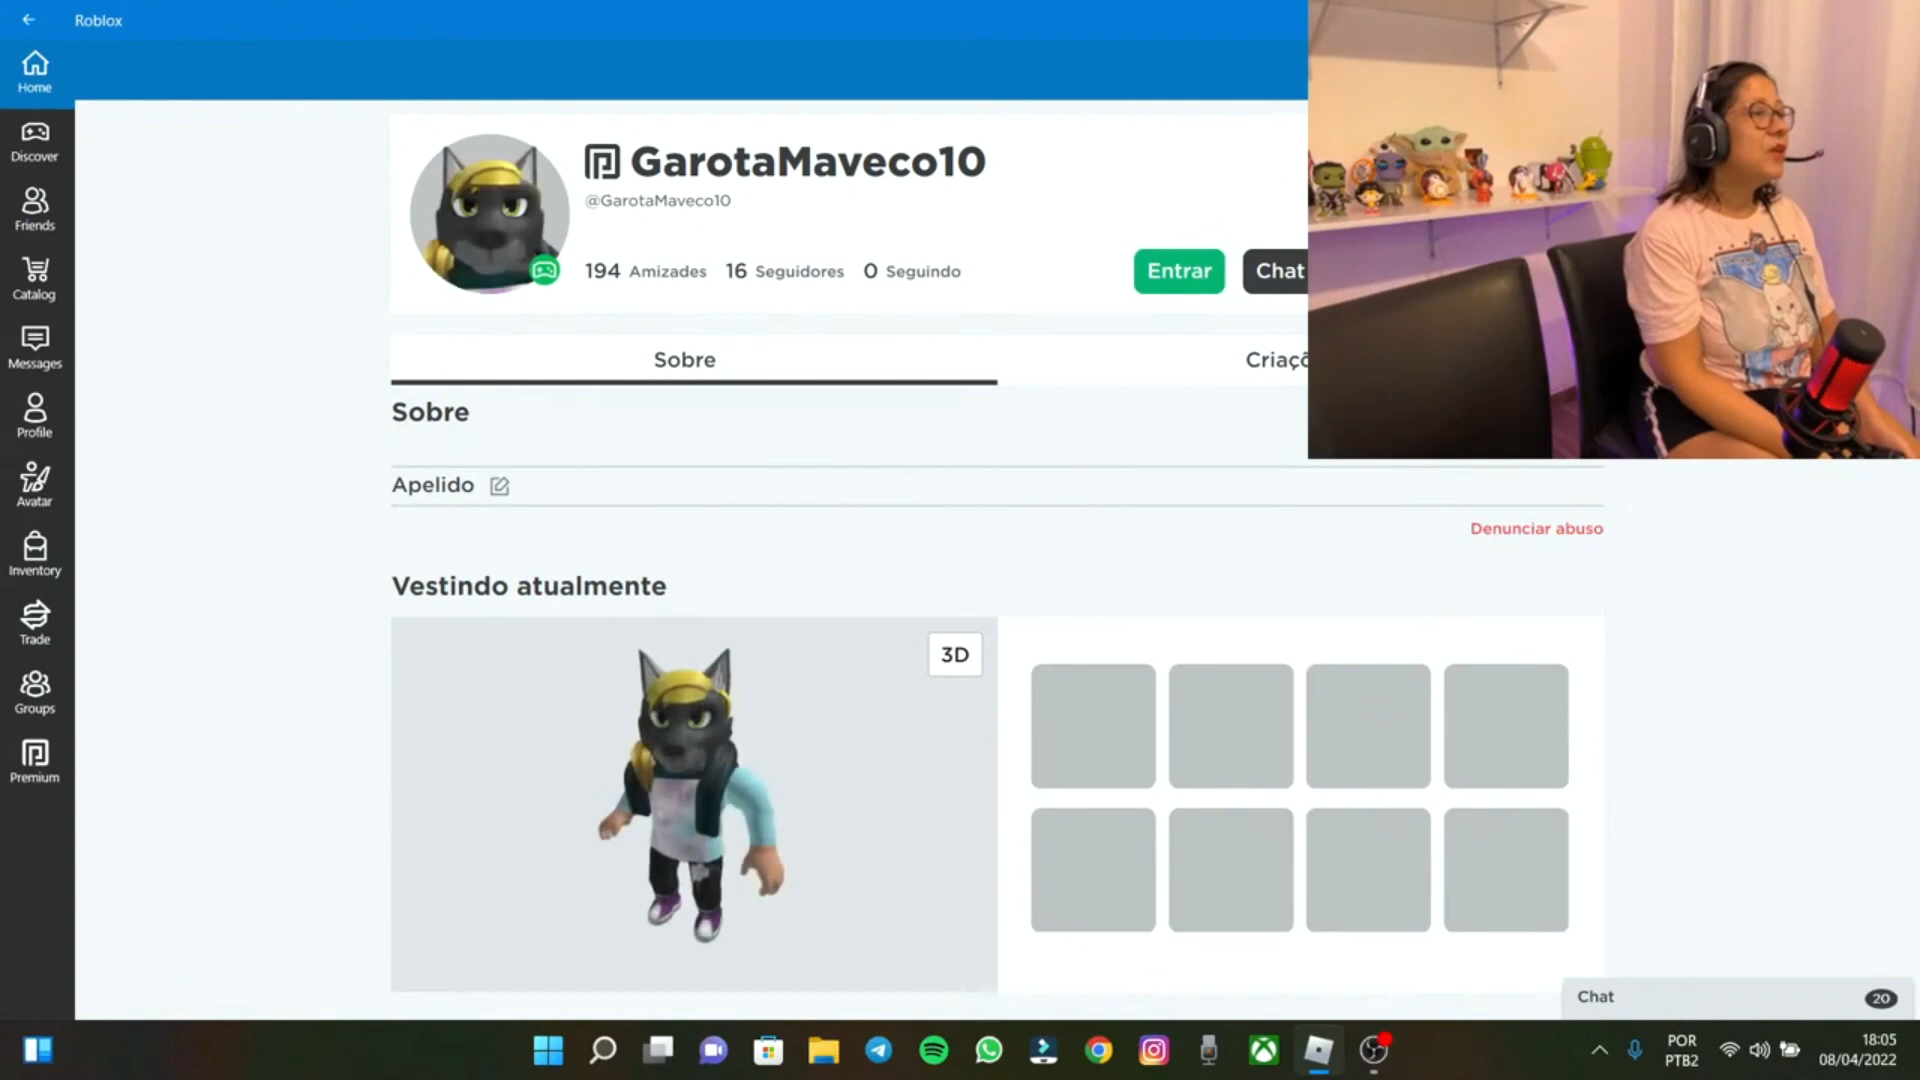 Roblox
Home
Discover
Friends
Catalog
Messages
Profile
Avatar
Inventory
Trade
Groups
Premium
GarotaMaveco10
@GarotaMaveco10
194 Amizades 16 Seguidores 0 Seguindo
Entrar
Chat
Sobre
Criaçõ
Sobre
Apelido
Denunciar abuso
Vestindo atualmente
3D
Chat
20
POR
PTB2
18:05
08/04/2022